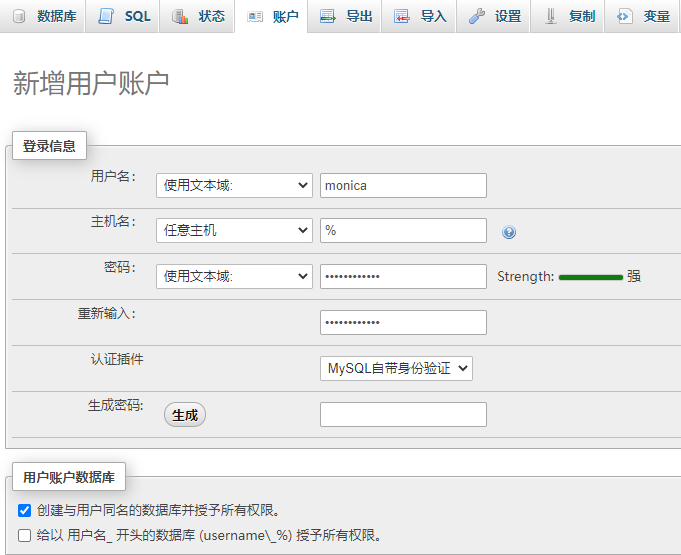 数据库 SQL 状态 账户 导出 导入 设置 复制 变量
新增用户账户
登录信息
用户名： 使用文本域: monica
主机名： 任意主机 %
密码： 使用文本域: •••••••••••• Strength: 强
重新输入： ••••••••••••
认证插件 MySQL自带身份验证
生成密码: 生成
用户账户数据库
创建与用户同名的数据库并授予所有权限。
给以 用户名_ 开头的数据库 (username\_%) 授予所有权限。